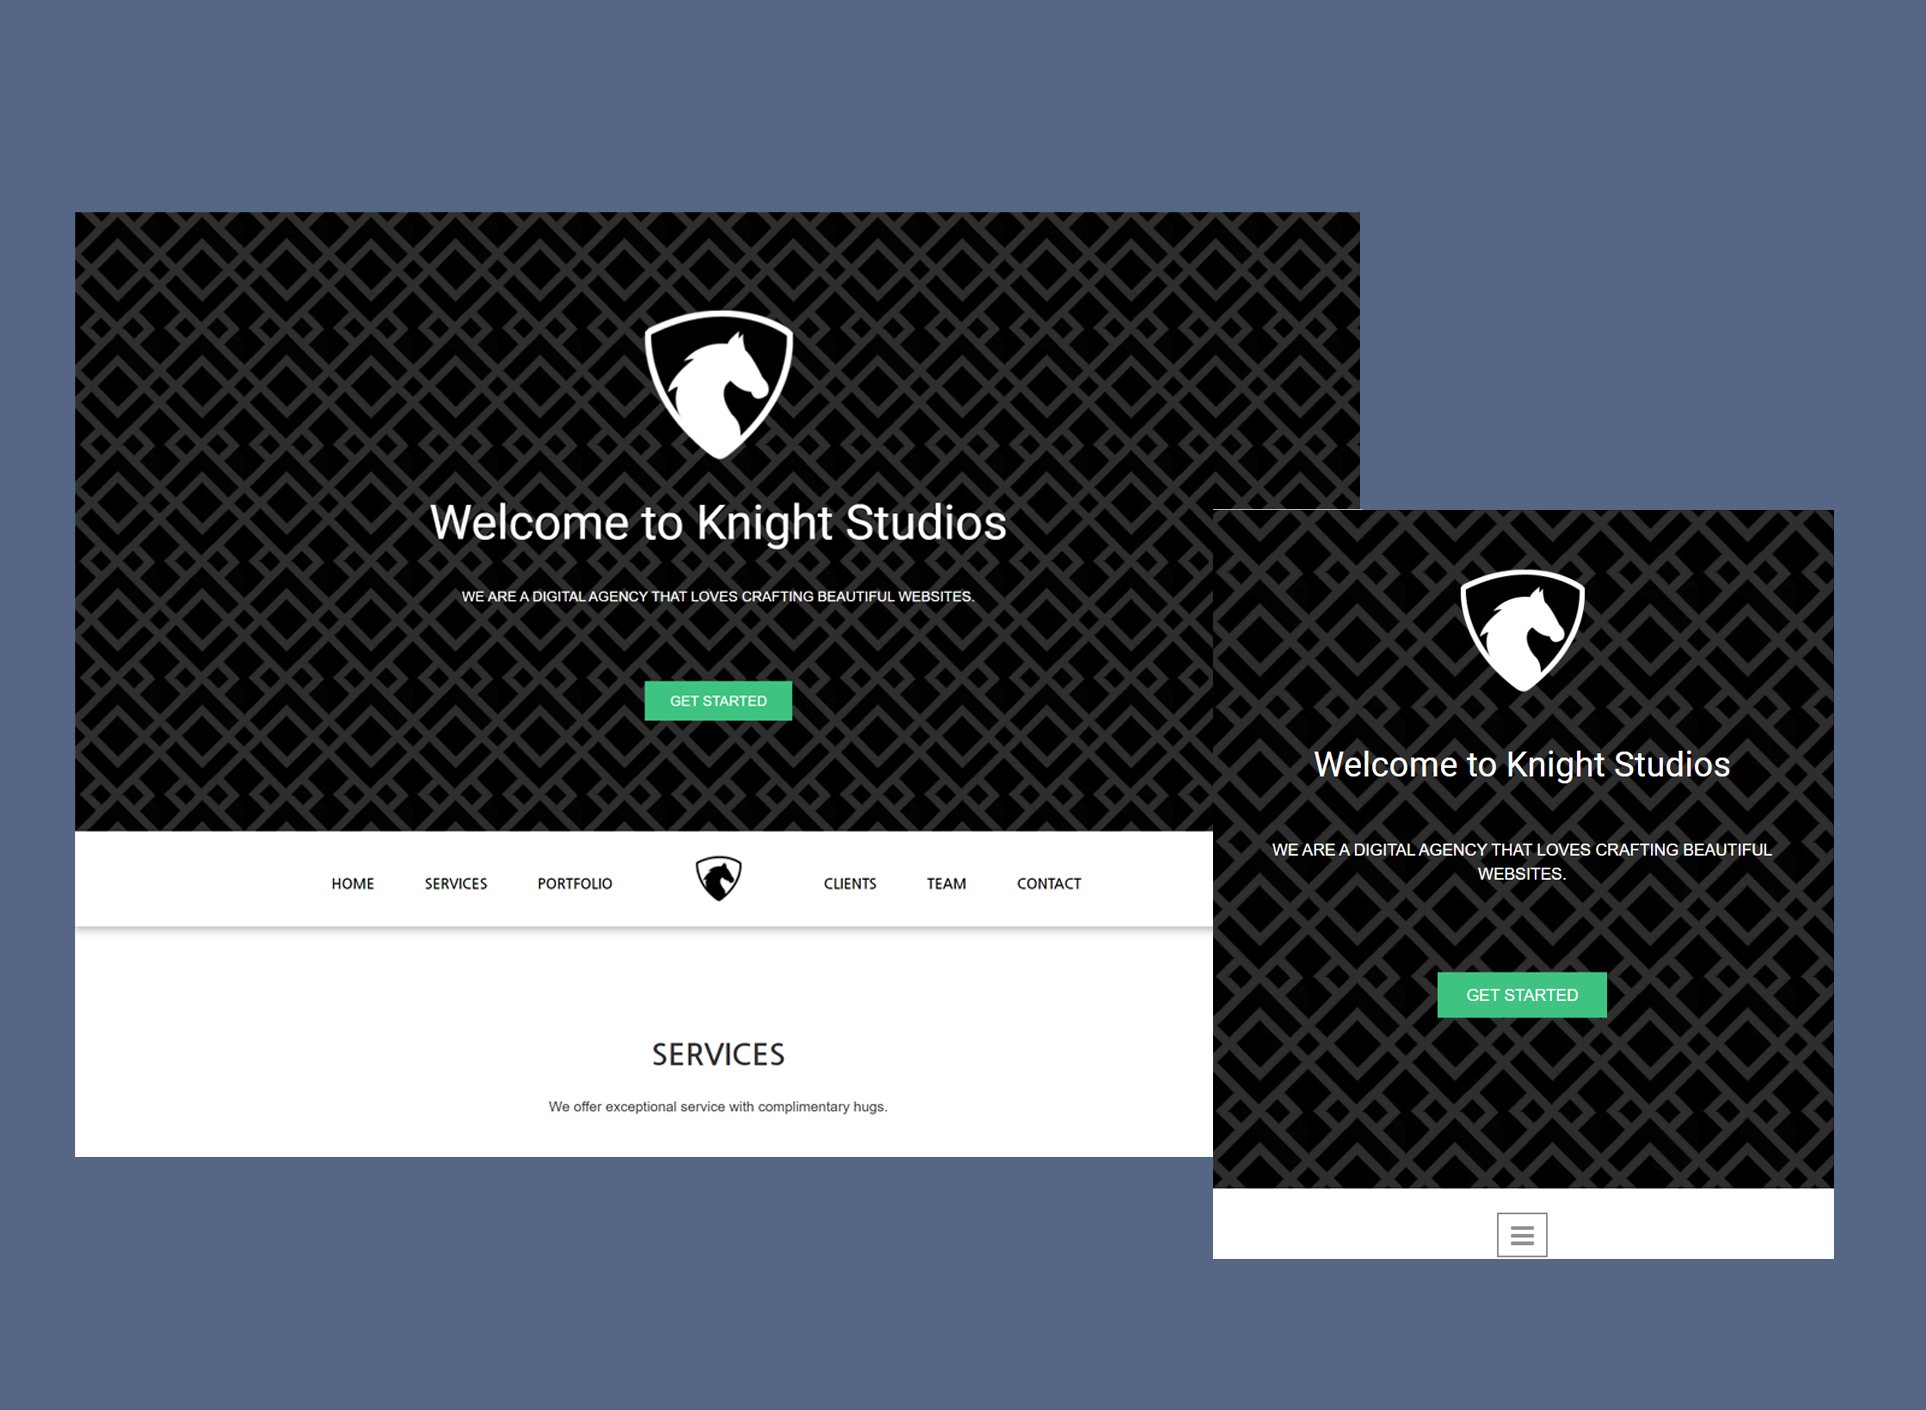 Welcome to Knight Studios
WE ARE A DIGITAL AGENCY THAT LOVES CRAFTING BEAUTIFUL WEBSITES.
GET STARTED
HOME SERVICES PORTFOLIO CLIENTS TEAM CONTACT
SERVICES
We offer exceptional service with complimentary hugs.
Welcome to Knight Studios
WE ARE A DIGITAL AGENCY THAT LOVES CRAFTING BEAUTIFUL
WEBSITES.
GET STARTED